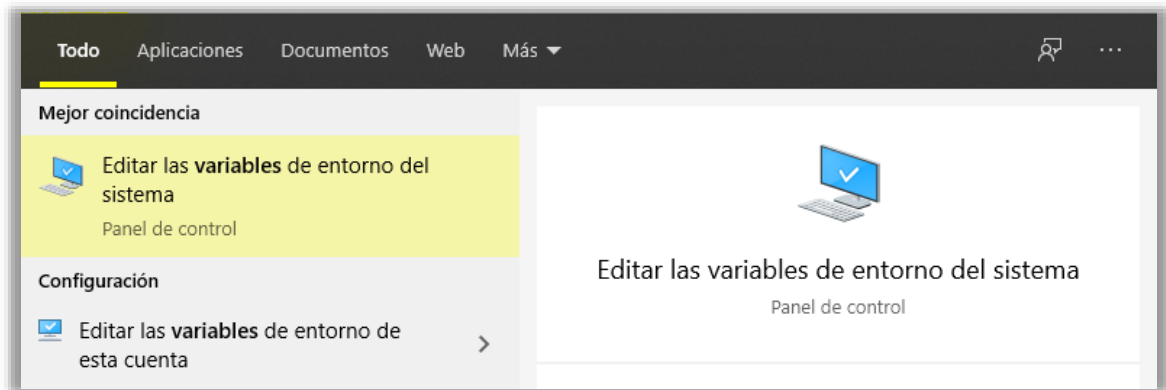 Todo Aplicaciones Documentos Web Más
Mejor coincidencia
Editar las variables de entorno del
sistema
Panel de control
Configuración
Editar las variables de entorno de
esta cuenta
Editar las variables de entorno del sistema
Panel de control